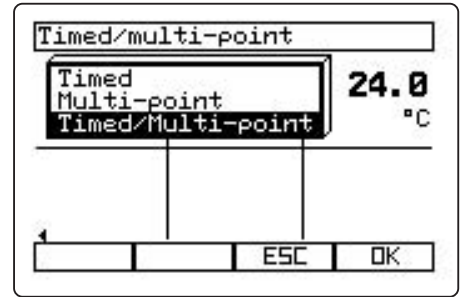 Timed/multi-point
Timed
Multi-point
Timed/Multi-point
24.0
°C
ESC OK